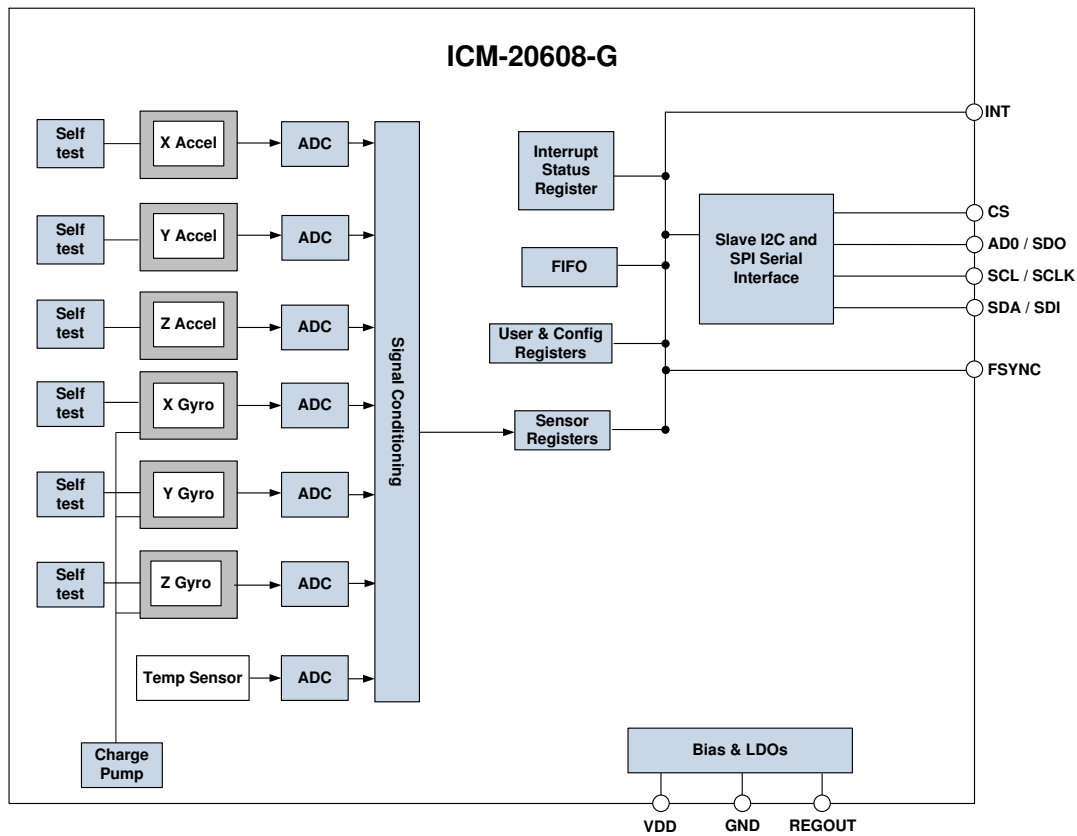 ICM-20608-G
Self
test
X Accel
ADC
Self
test
Y Accel
ADC
Self
test
Z Accel
ADC
Self
test
X Gyro
ADC
Self
test
Y Gyro
ADC
Self
test
Z Gyro
ADC
Temp Sensor
ADC
Charge
Pump
Signal Conditioning
Interrupt
Status
Register
FIFO
User & Config
Registers
Sensor
Registers
Slave I2C and
SPI Serial
Interface
INT
CS
AD0 / SDO
SCL / SCLK
SDA / SDI
FSYNC
Bias & LDOs
VDD
GND
REGOUT